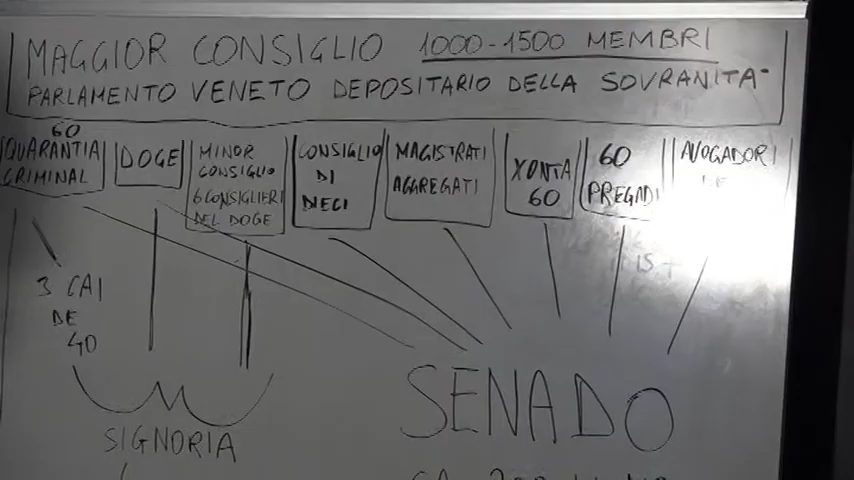 MAGGIOR CONSIGLIO 1000-1500 MEMBRI
PARLAMENTO VENETO DEPOSITARIO DELLA SOVRANITA'
60
QUARANTIA
CRIMINAL
DOGE
MINOR
CONSIGLIO
6 CONSIGLIERI
DEL DOGE
CONSIGLIO
DI
DIECI
MAGISTRATI
AGGREGATI
XONTA
60
60
PREGADI
AVOGADORI
3 CAI
DE
40
SIGNORIA
SENADO